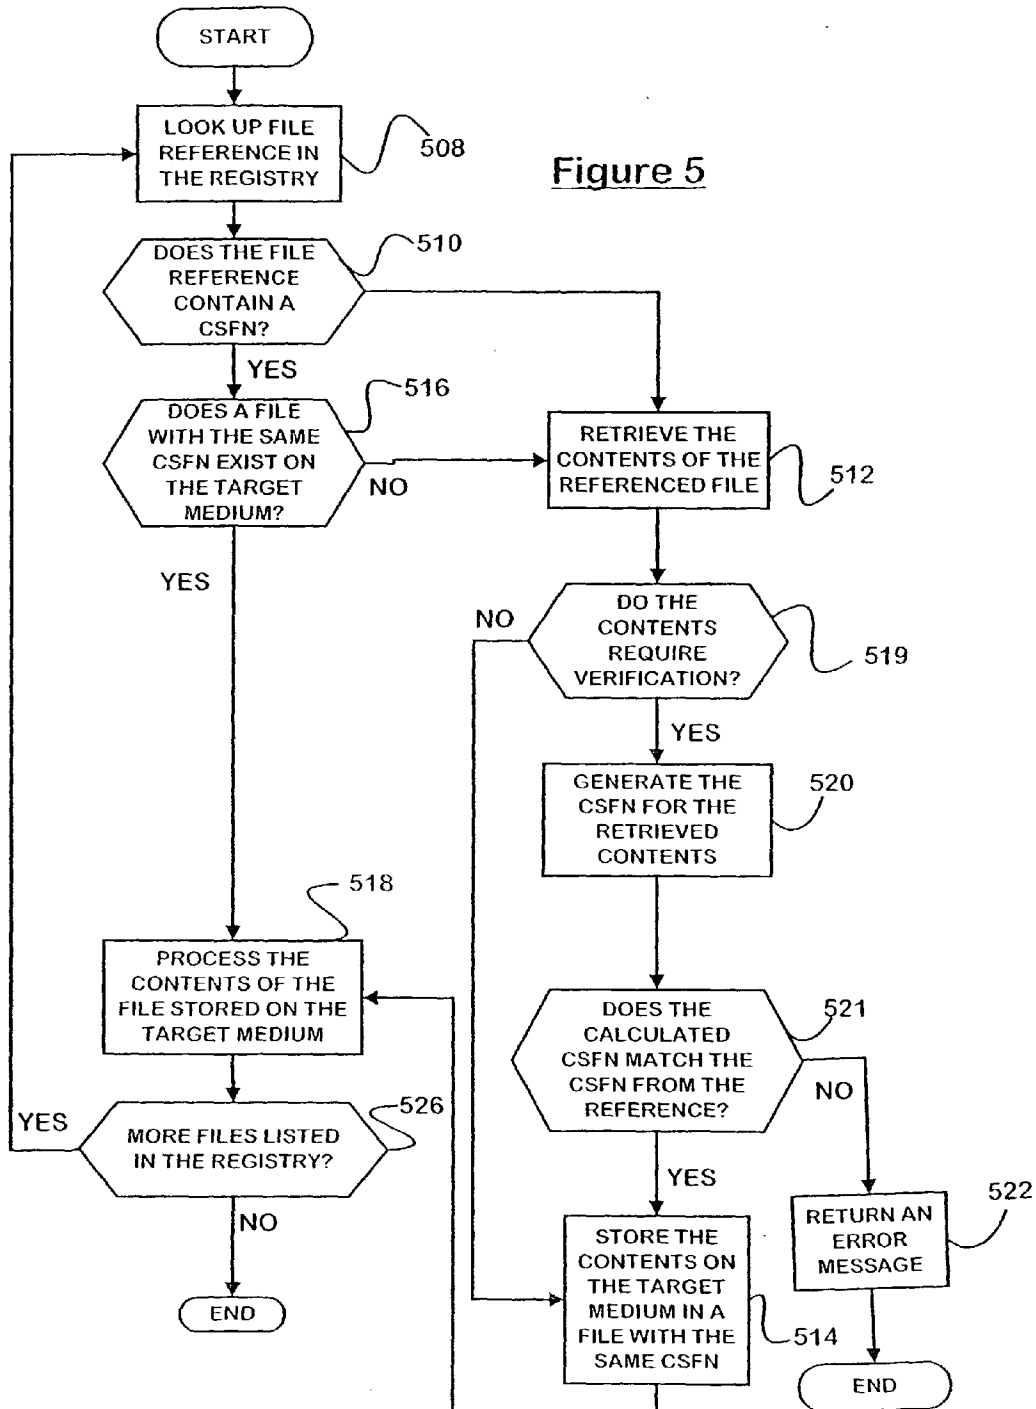 START
LOOK UP FILE
REFERENCE IN
THE REGISTRY
508
Figure 5
DOES THE FILE
REFERENCE
CONTAIN A
CSFN?
510
YES
DOES A FILE
WITH THE SAME
CSFN EXIST ON
THE TARGET
MEDIUM?
516
NO
YES
RETRIEVE THE
CONTENTS OF THE
REFERENCED FILE
512
DO THE
CONTENTS
REQUIRE
VERIFICATION?
519
NO
YES
GENERATE THE
CSFN FOR THE
RETRIEVED
CONTENTS
520
PROCESS THE
CONTENTS OF THE
FILE STORED ON THE
TARGET MEDIUM
518
DOES THE
CALCULATED
CSFN MATCH THE
CSFN FROM THE
REFERENCE?
521
NO
YES
MORE FILES LISTED
IN THE REGISTRY?
526
YES
NO
END
STORE THE
CONTENTS ON
THE TARGET
MEDIUM IN A
FILE WITH THE
SAME CSFN
514
RETURN AN
ERROR
MESSAGE
522
END